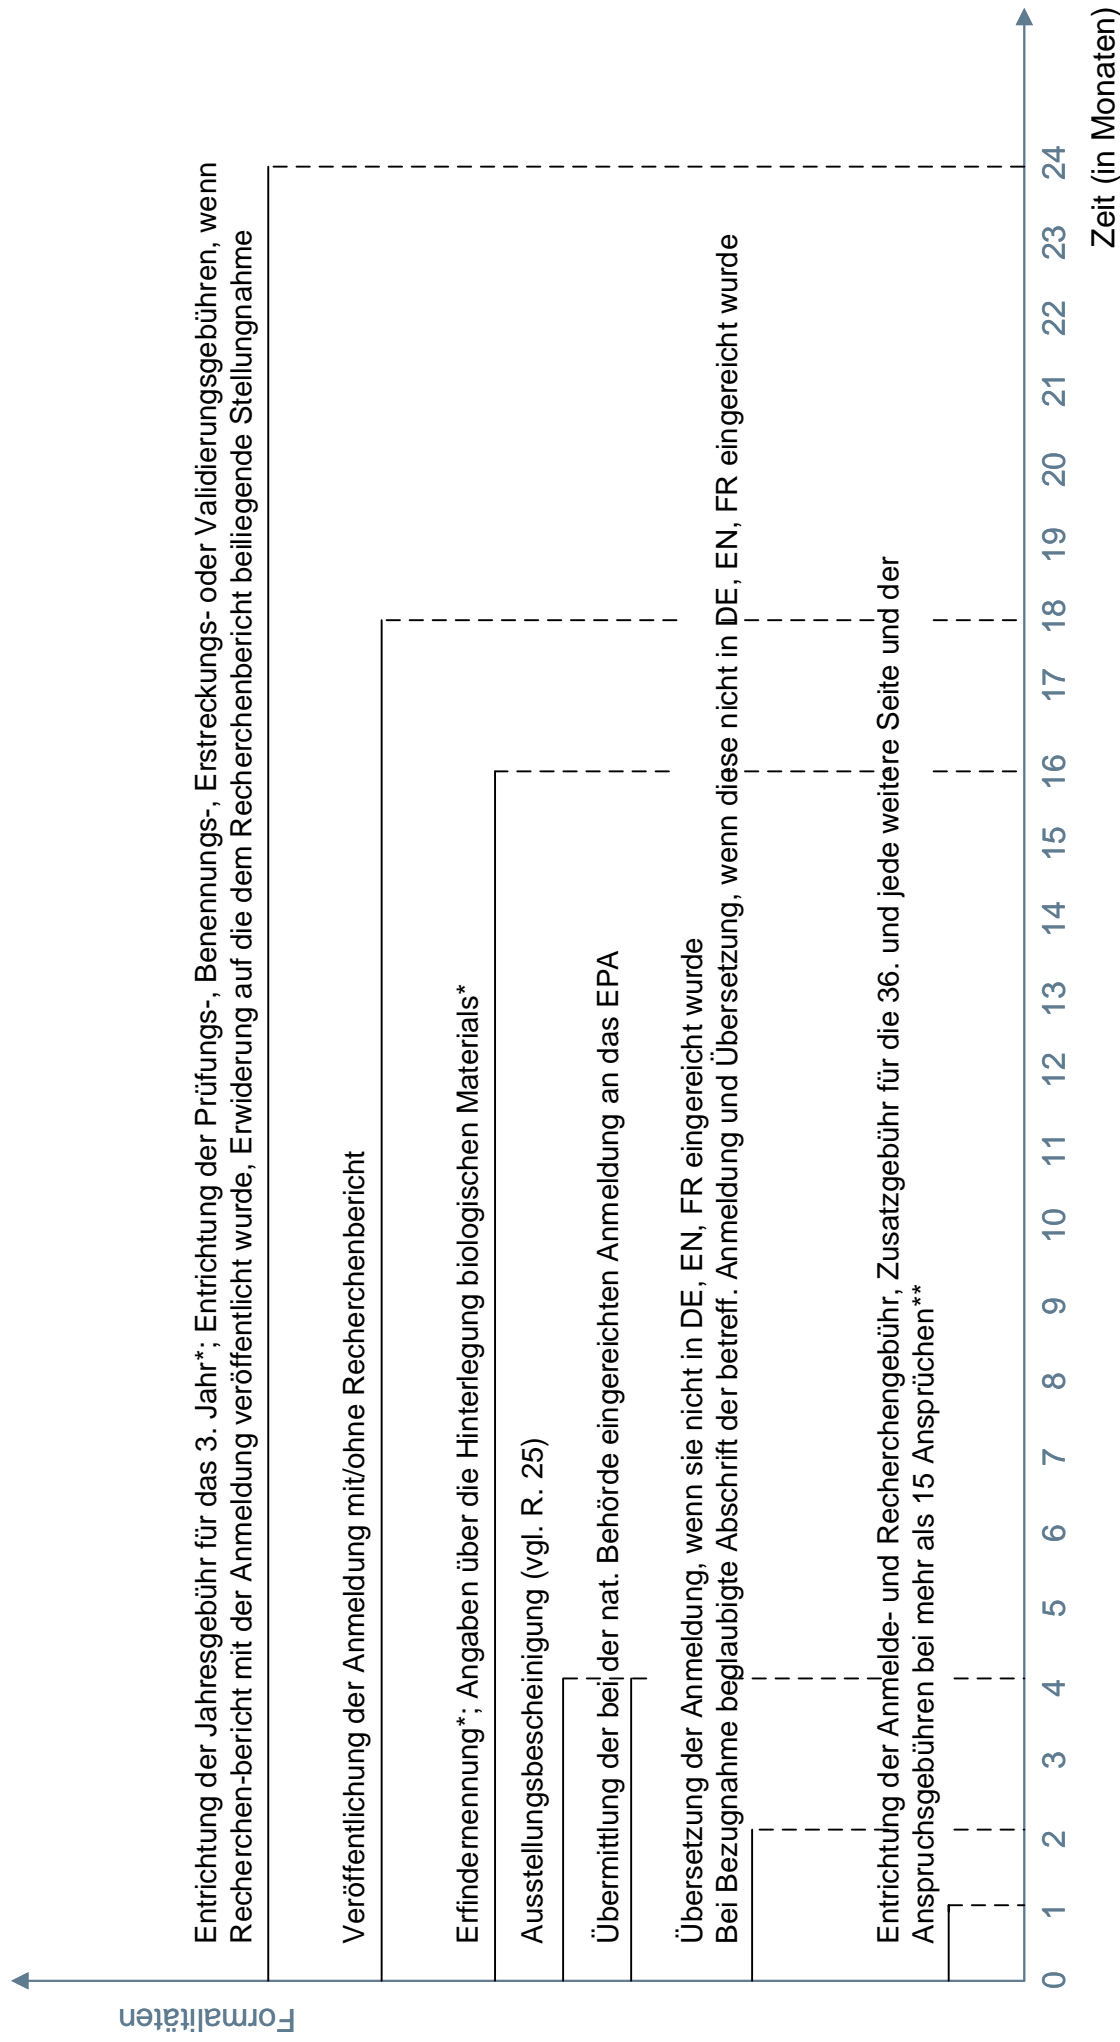 Formalitäten
Entrichtung der Jahresgebühr für das 3. Jahr*; Entrichtung der Prüfungs-, Benennungs-, Erstreckungs- oder Validierungsgebühren, wenn
Recherchen-bericht mit der Anmeldung veröffentlicht wurde, Erwiderung auf die dem Recherchenbericht beiliegende Stellungnahme
Veröffentlichung der Anmeldung mit/ohne Recherchenbericht
Erfindernennung*; Angaben über die Hinterlegung biologischen Materials*
Ausstellungsbescheinigung (vgl. R. 25)
Übermittlung der bei der nat. Behörde eingereichten Anmeldung an das EPA
Übersetzung der Anmeldung, wenn sie nicht in DE, EN, FR eingereicht wurde
Bei Bezugnahme beglaubigte Abschrift der betreff. Anmeldung und Übersetzung, wenn diese nicht in DE, EN, FR eingereicht wurde
Entrichtung der Anmelde- und Recherchengebühr, Zusatzgebühr für die 36. und jede weitere Seite und der
Anspruchsgebühren bei mehr als 15 Ansprüchen**
0 1 2 3 4 5 6 7 8 9 10 11 12 13 14 15 16 17 18 19 20 21 22 23 24
Zeit (in Monaten)